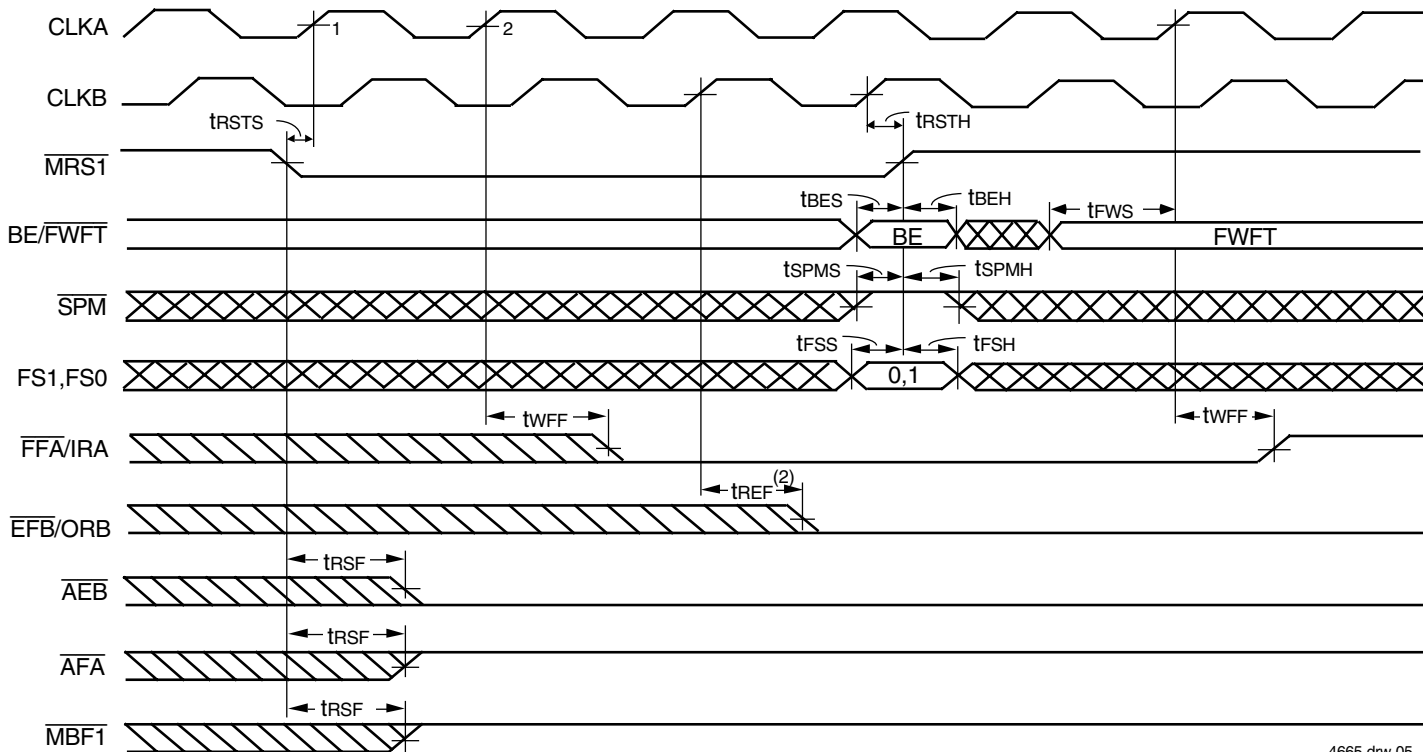 CLKA 1 2
CLKB
tRSTS tRSTH
MRS1
tBES tBEH tFWS
BE/FWFT BE FWFT
tSPMS tSPMH
SPM
tFSS tFSH
FS1,FS0 0,1
tWFF tWFF
FFA/IRA
tREF(2)
EFB/ORB
tRSF
AEB
tRSF
AFA
tRSF
MBF1
4665 drw 05